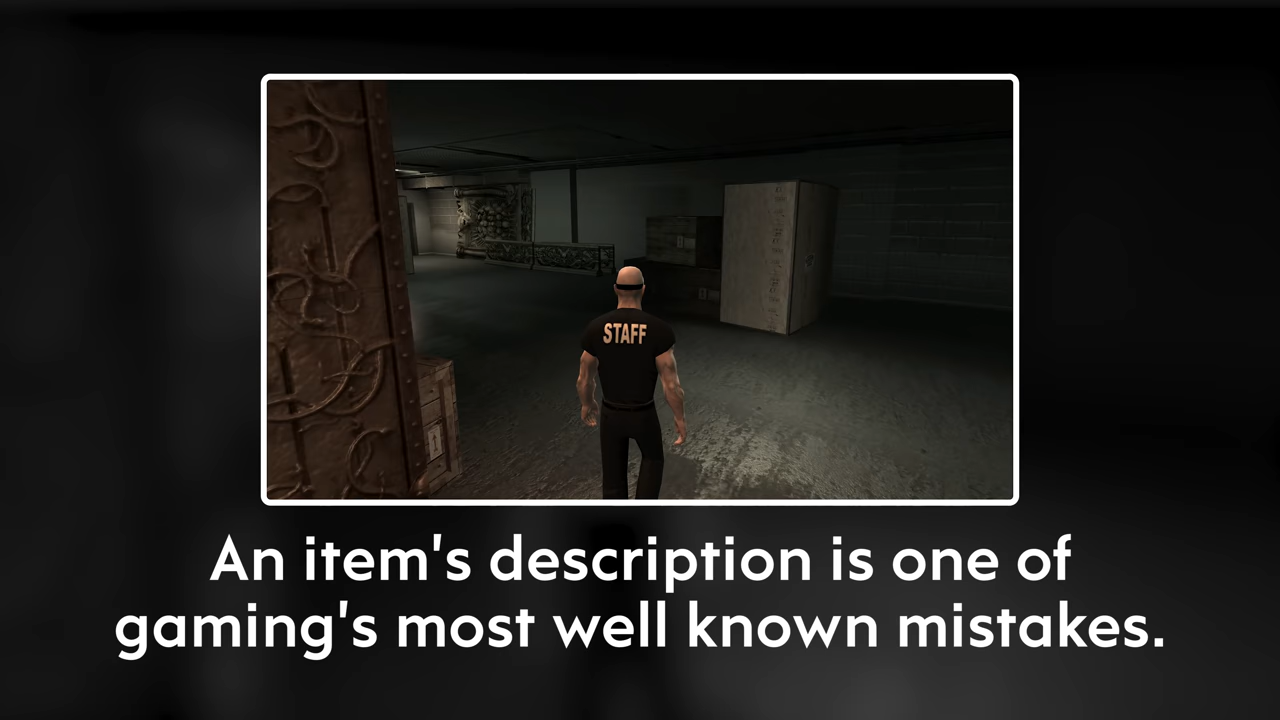 STAFF
An item's description is one of
gaming's most well known mistakes.